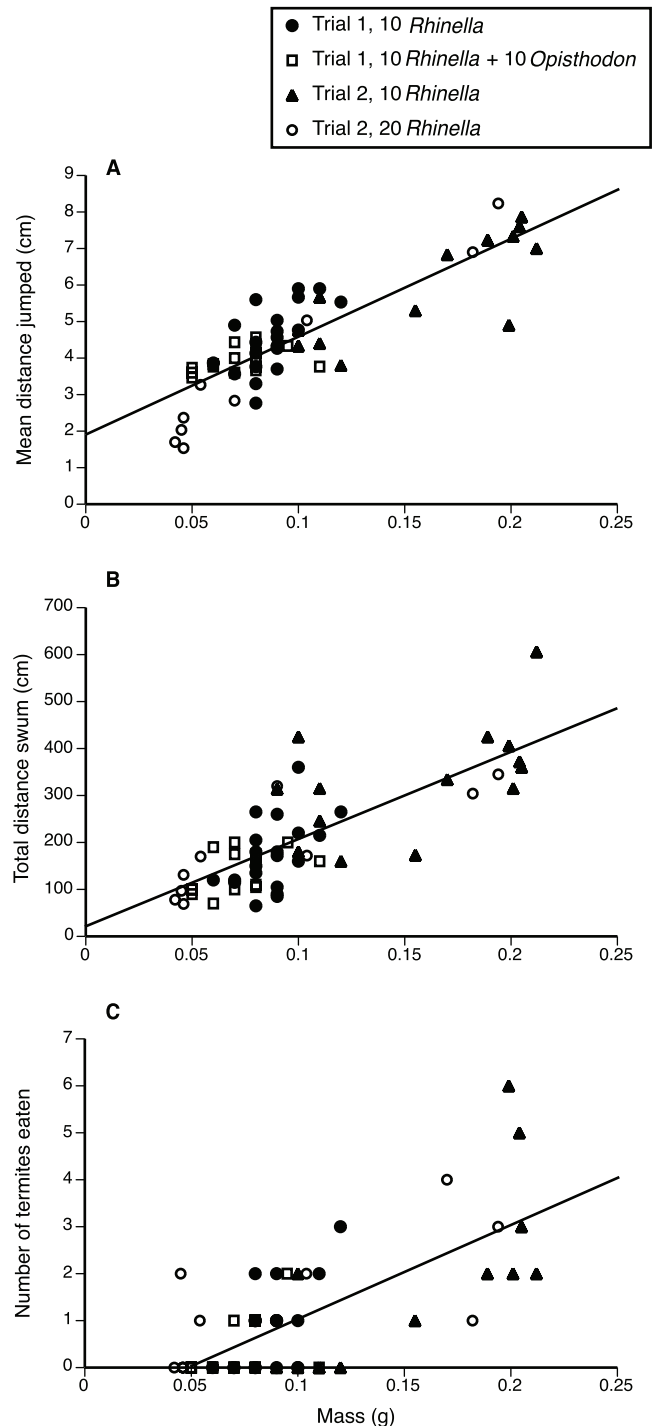 Trial 1, 10 Rhinella
Trial 1, 10 Rhinella + 10 Opisthodon
Trial 2, 10 Rhinella
Trial 2, 20 Rhinella
A
Mean distance jumped (cm)
9
8
7
6
5
4
3
2
1
0
0 0.05 0.1 0.15 0.2 0.25
B
Total distance swum (cm)
700
600
500
400
300
200
100
0
0 0.05 0.1 0.15 0.2 0.25
C
Number of termites eaten
7
6
5
4
3
2
1
0
0 0.05 0.1 0.15 0.2 0.25
Mass (g)